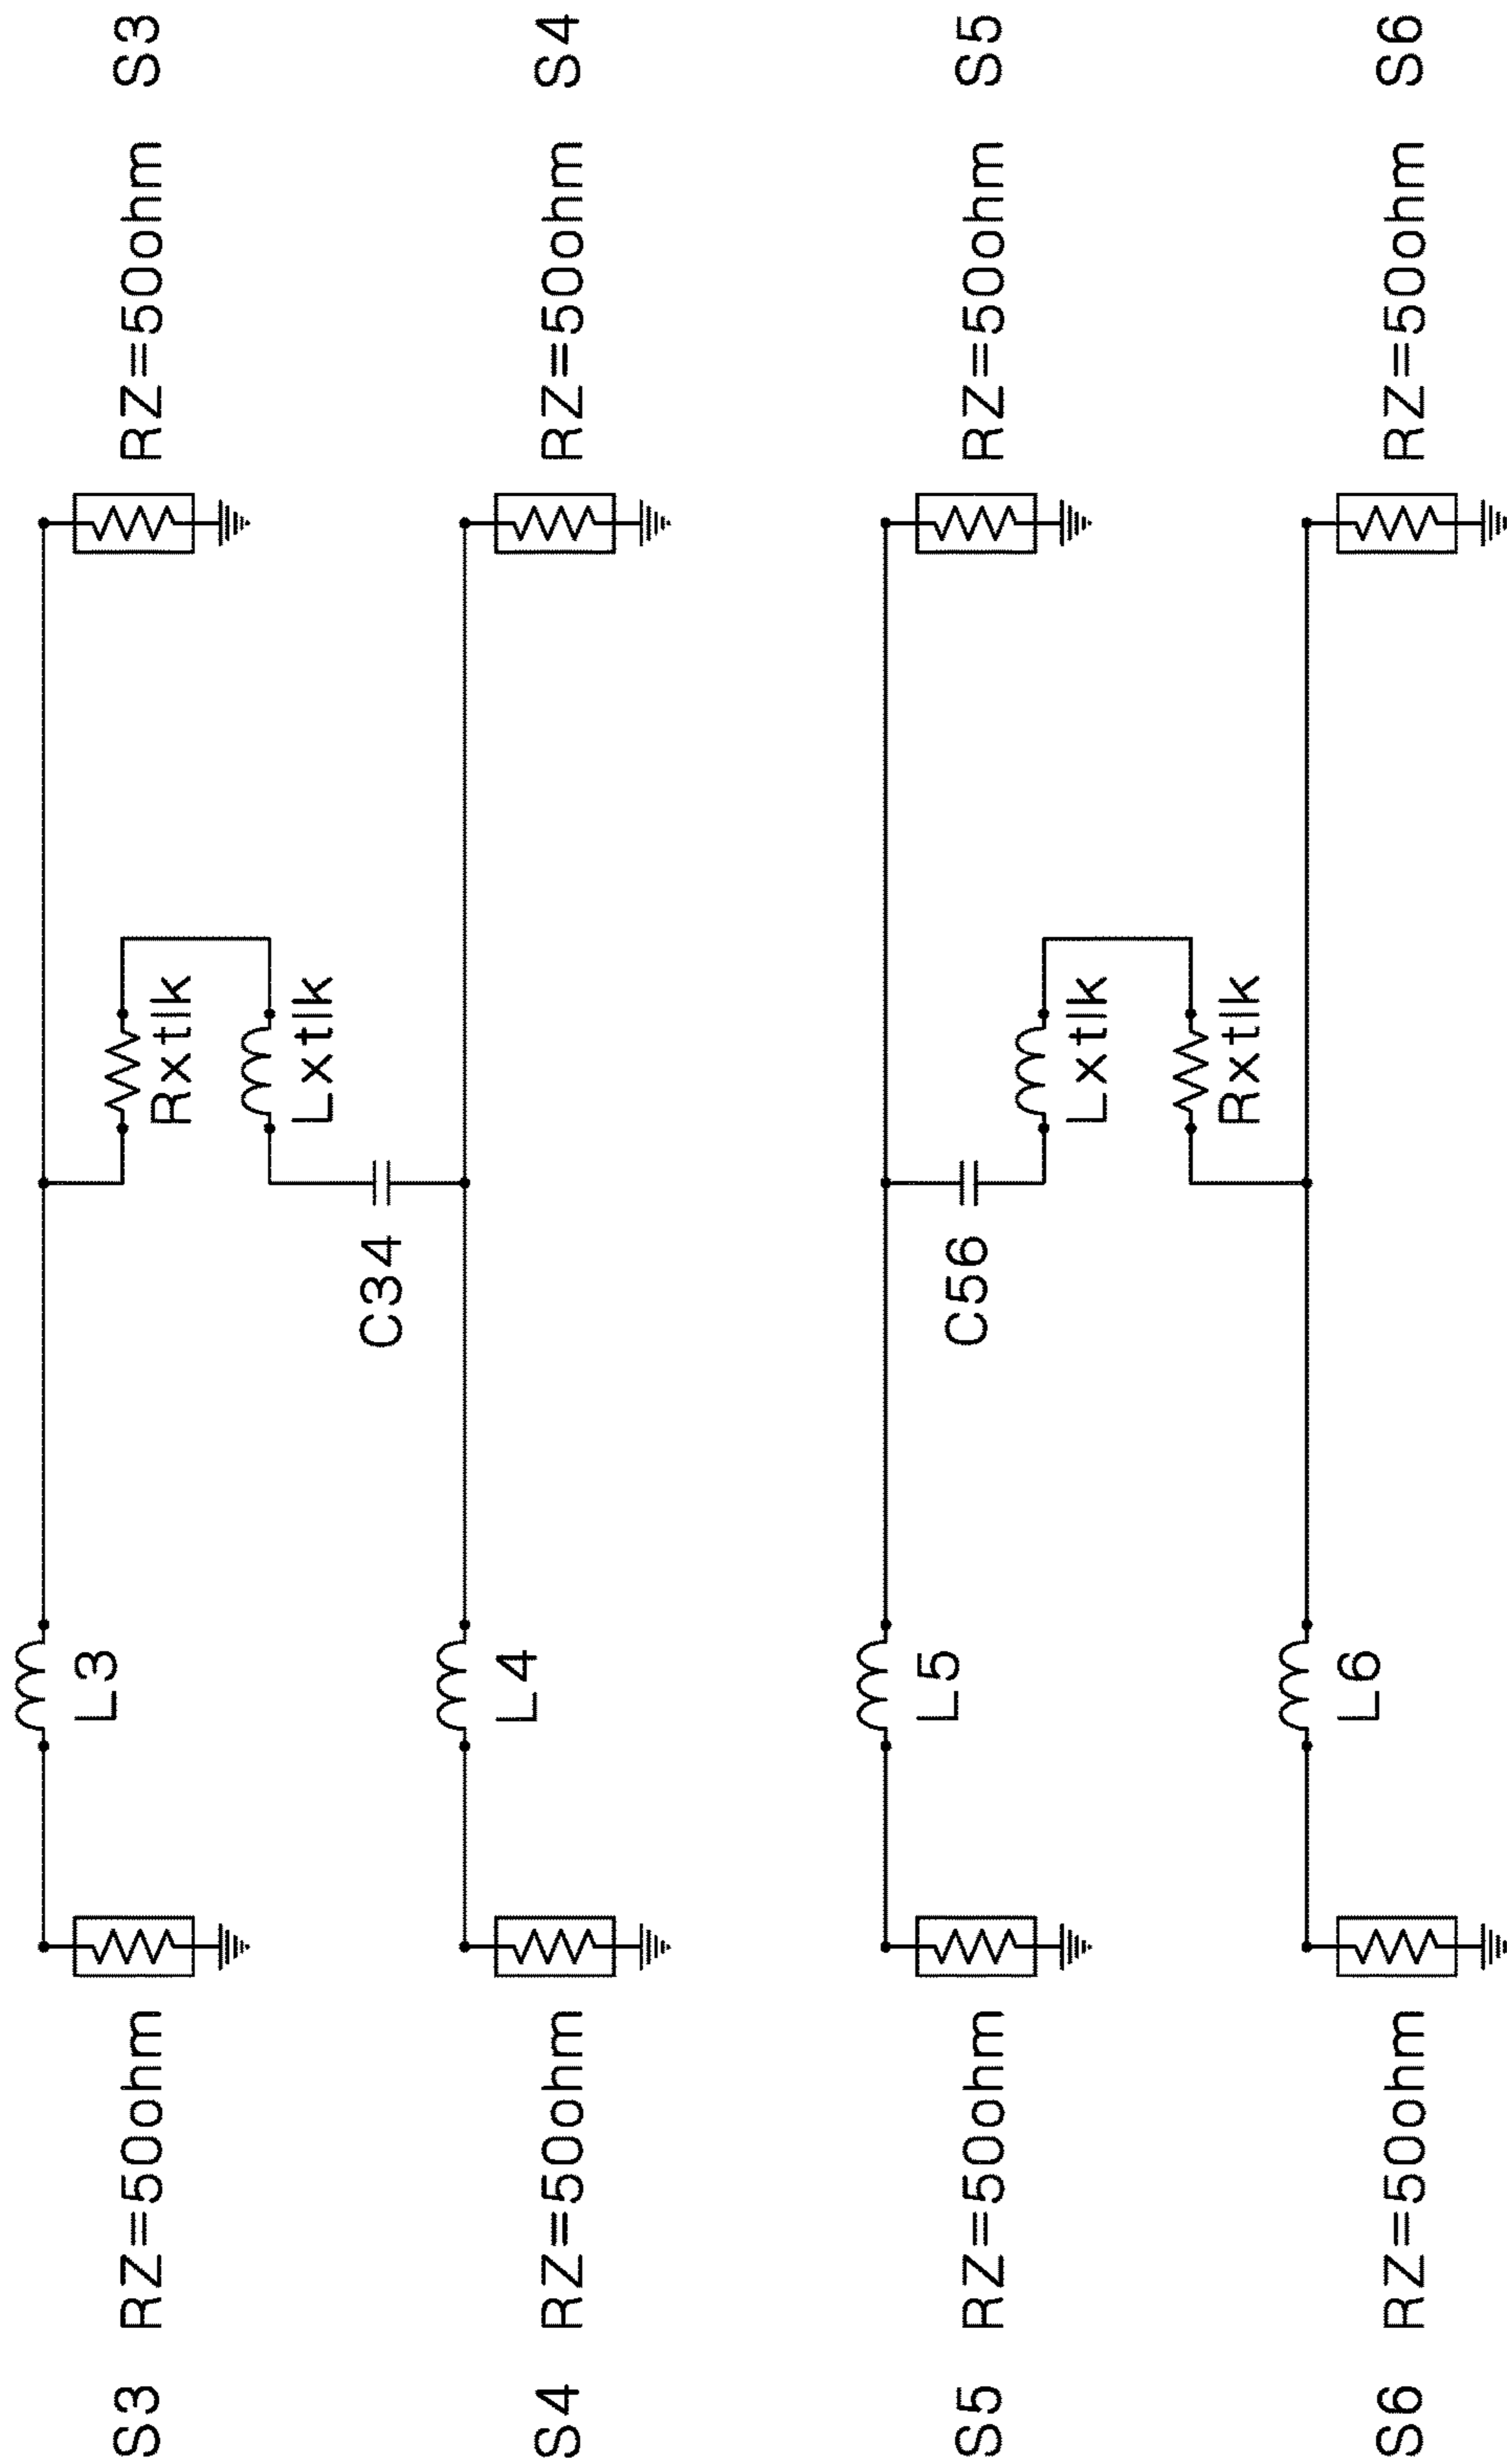 L3
S3 RZ=50ohm
RZ=50ohm S3
Rxtlk
Lxtlk
C34
L4
S4 RZ=50ohm
RZ=50ohm S4
L5
C56
S5 RZ=50ohm
RZ=50ohm S5
Lxtlk
Rxtlk
L6
S6 RZ=50ohm
RZ=50ohm S6